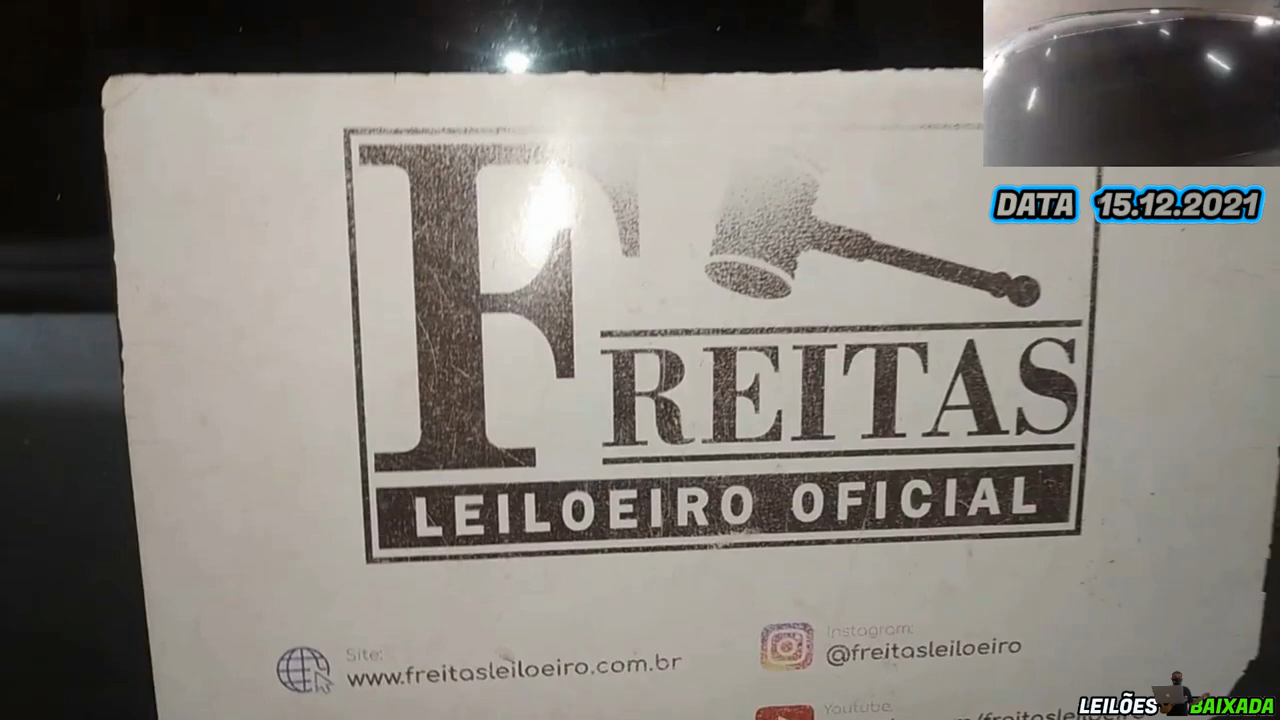 DATA 15.12.2021
FREITAS
LEILOEIRO OFICIAL
Site:
www.freitasleiloeiro.com.br
Instagram:
@freitasleiloeiro
Youtube:
LEILÕES BAIXADA